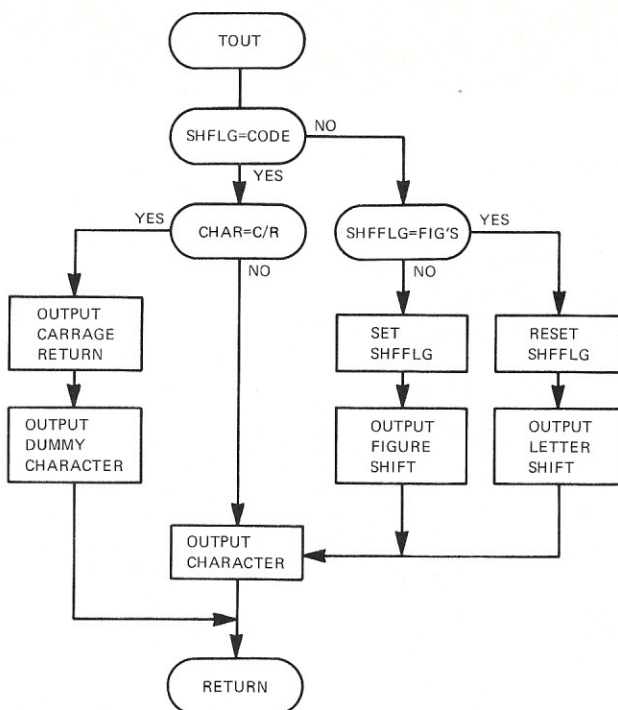 TOUT
SHFLG=CODE
NO
YES
YES
CHAR=C/R
NO
SHFFLG=FIG'S
YES
NO
OUTPUT
CARRAGE
RETURN
SET
SHFFLG
RESET
SHFFLG
OUTPUT
DUMMY
CHARACTER
OUTPUT
FIGURE
SHIFT
OUTPUT
LETTER
SHIFT
OUTPUT
CHARACTER
RETURN